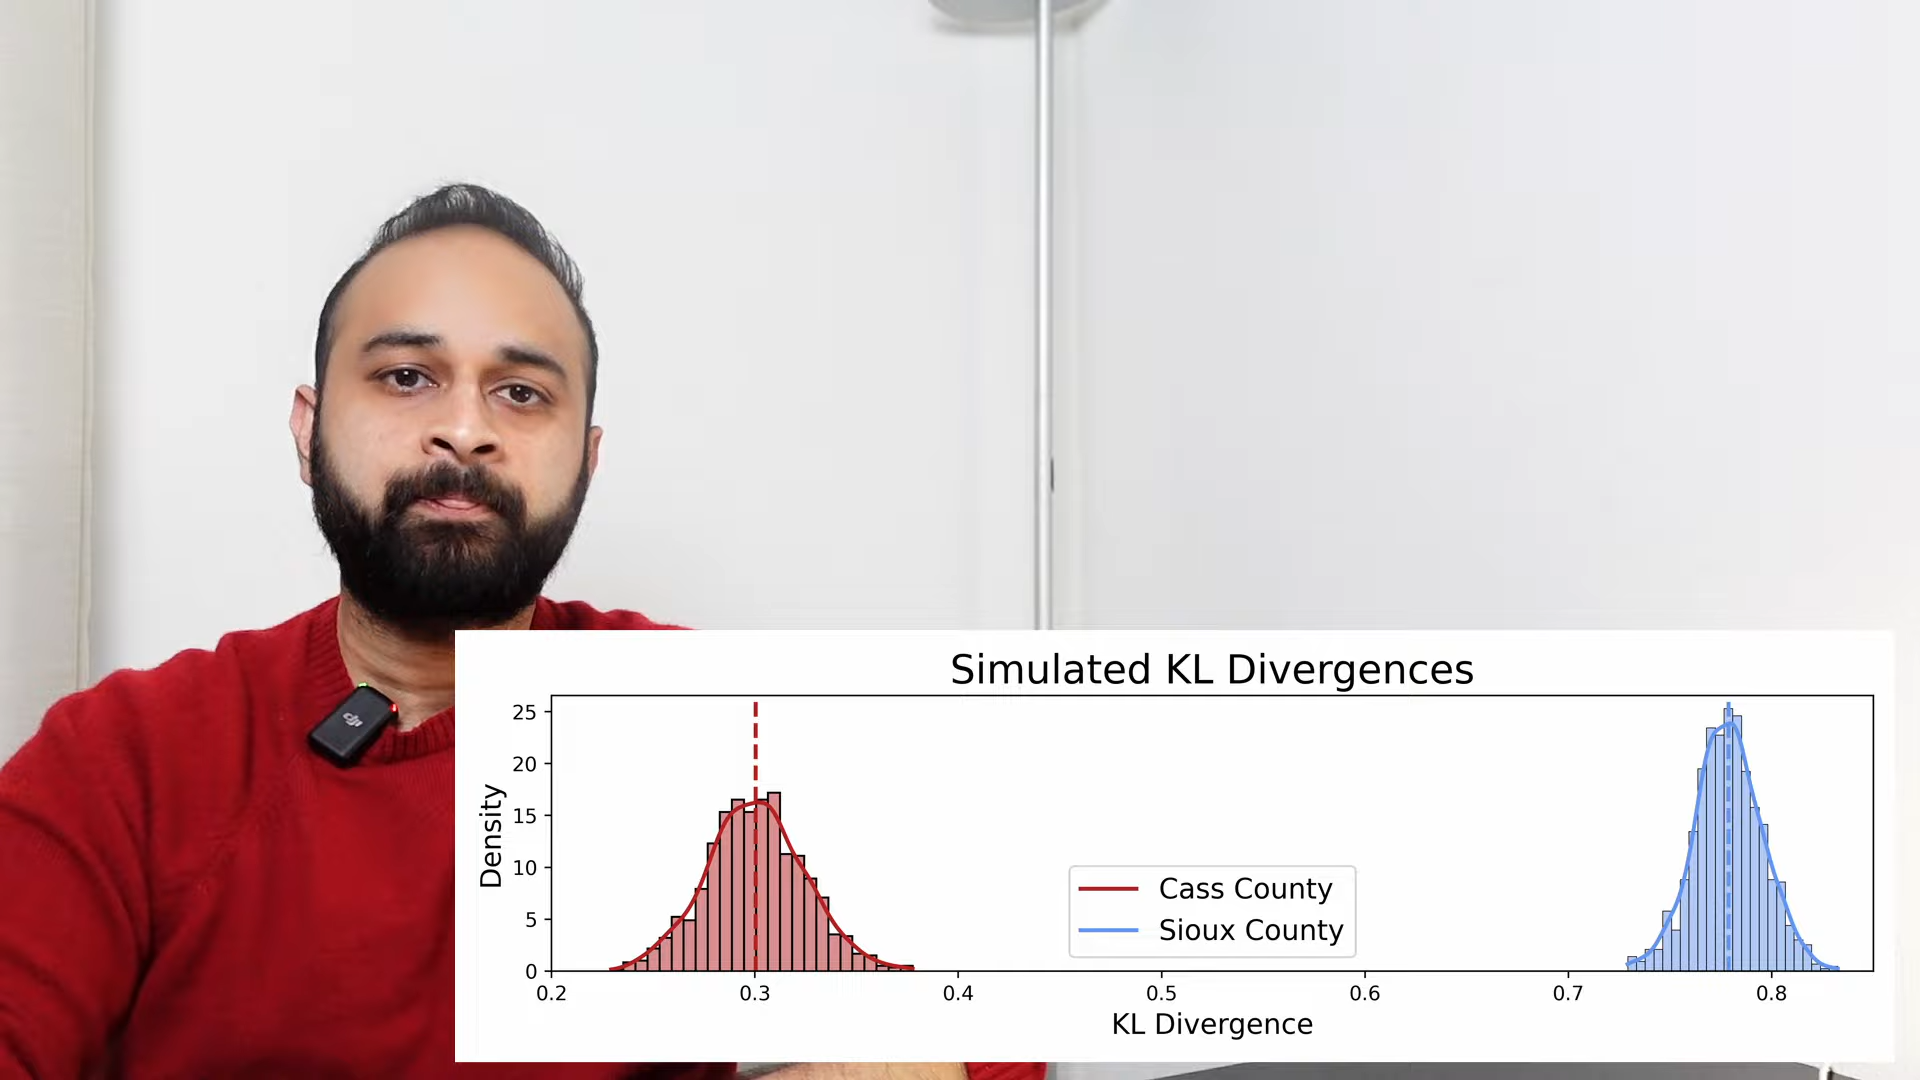 dji
Simulated KL Divergences
25
20
15
10
5
0
Density
Cass County
Sioux County
0.2 0.3 0.4 0.5 0.6 0.7 0.8
KL Divergence